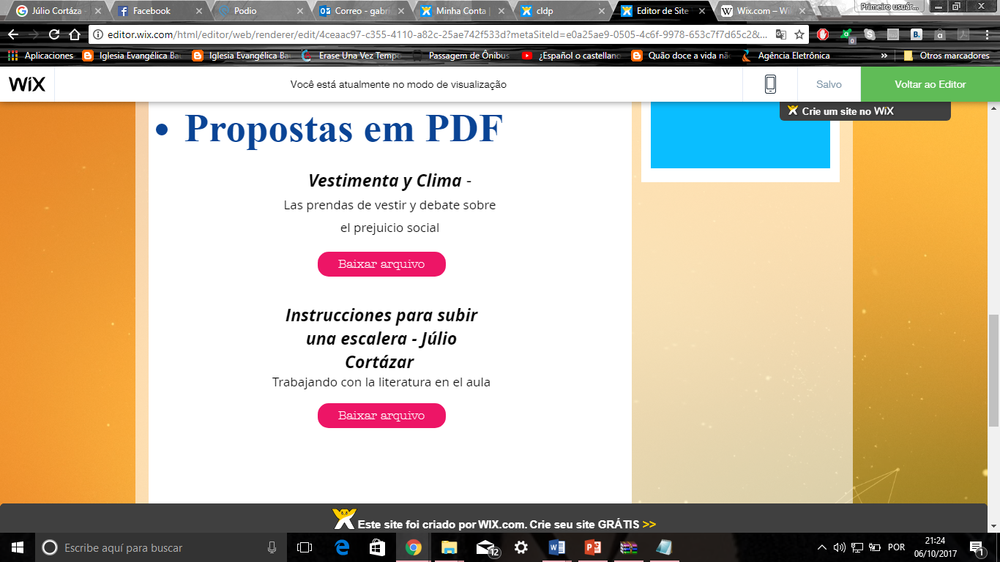 Júlio Cortáza
Facebook
Podio
Correo - gabri
Minha Conta
cldp
Editor de Site
Wix.com – Wi
Primeiro usuár...
editor.wix.com/html/editor/web/renderer/edit/4ceaac97-c355-4110-a82c-25ae742f533d?metaSiteId=e0a25ae9-0505-4c6f-9978-653c7f7d65c2&...
Aplicaciones
Iglesia Evangélica Ba
Iglesia Evangélica Ba
Erase Una Vez Tempo
Passagem de Ônibus
¿Español o castellano
Quão doce a vida nã
Agência Eletrônica
»
Otros marcadores
WiX
Você está atualmente no modo de visualização
Salvo
Voltar ao Editor
Crie um site no WiX
• Propostas em PDF
Vestimenta y Clima -
Las prendas de vestir y debate sobre
el prejuicio social
Baixar arquivo
Instrucciones para subir
una escalera - Júlio
Cortázar
Trabajando con la literatura en el aula
Baixar arquivo
Este site foi criado por WIX.com. Crie seu site GRÁTIS >>
Escribe aquí para buscar
12
POR
21:24
06/10/2017
1